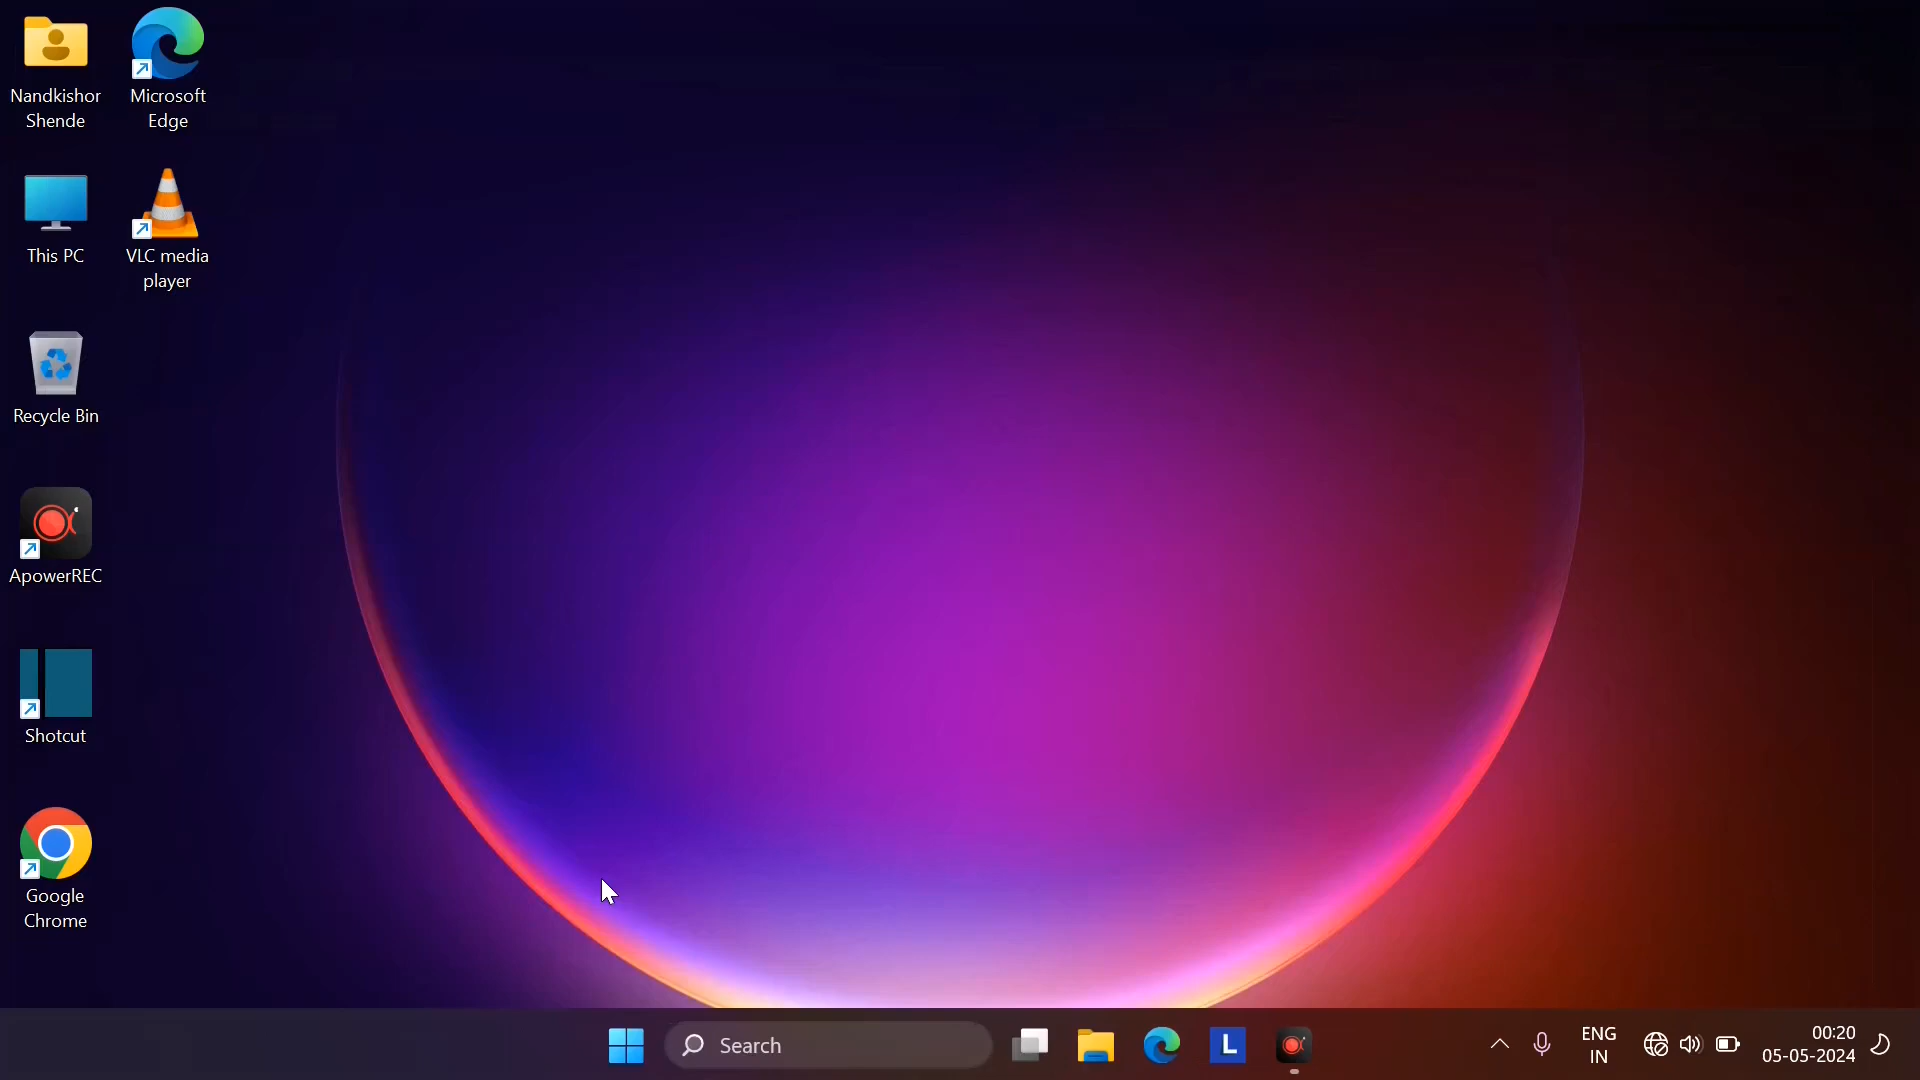 Nandkishor
Shende
Microsoft
Edge
This PC
VLC media
player
Recycle Bin
ApowerREC
Shotcut
Google
Chrome
Search
L
ENG
IN
00:20
05-05-2024